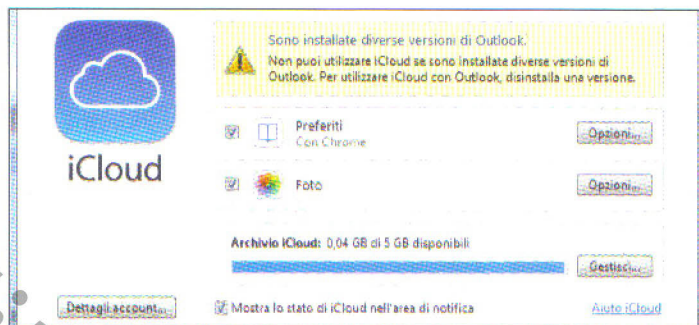 Sono installate diverse versioni di Outlook.
Non puoi utilizzare iCloud se sono installate diverse versioni di
Outlook. Per utilizzare iCloud con Outlook, disinstalla una versione.
iCloud
Preferiti
Con Chrome
Opzioni...
Foto
Opzioni...
Archivio iCloud: 0,04 GB di 5 GB disponibili
Gestisci...
Dettagli account...
Mostra lo stato di iCloud nell'area di notifica
Aiuto iCloud